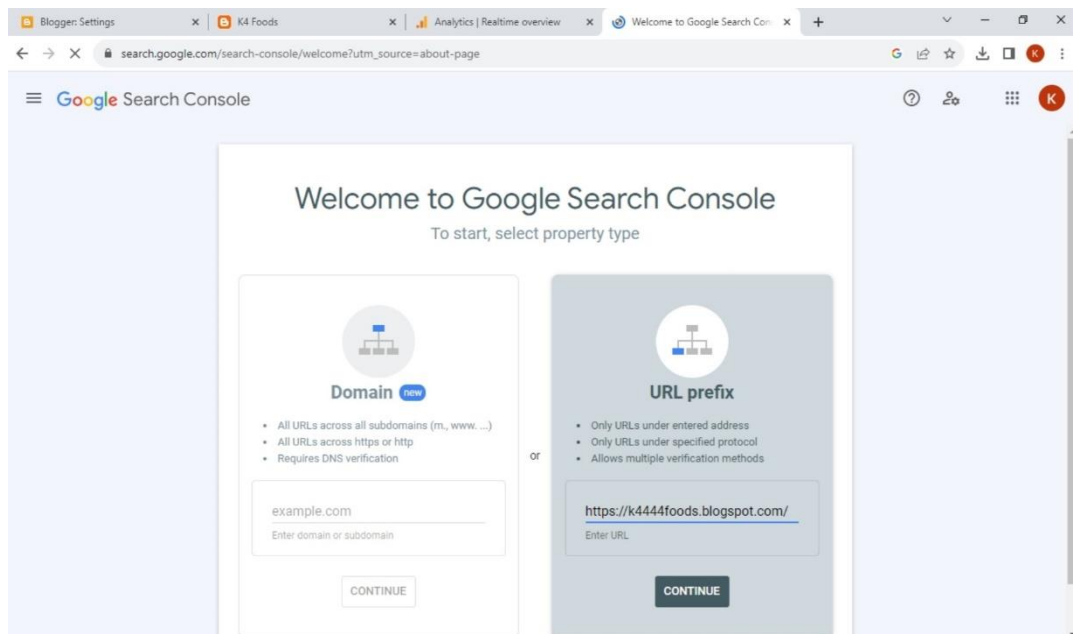 Blogger: Settings
K4 Foods
Analytics | Realtime overview
Welcome to Google Search Con
search.google.com/search-console/welcome?utm_source=about-page
G
K
Google Search Console
K
Welcome to Google Search Console
To start, select property type
Domain new
• All URLs across all subdomains (m., www. ...)
• All URLs across https or http
• Requires DNS verification
example.com
Enter domain or subdomain
CONTINUE
or
URL prefix
• Only URLs under entered address
• Only URLs under specified protocol
• Allows multiple verification methods
https://k4444foods.blogspot.com/
Enter URL
CONTINUE